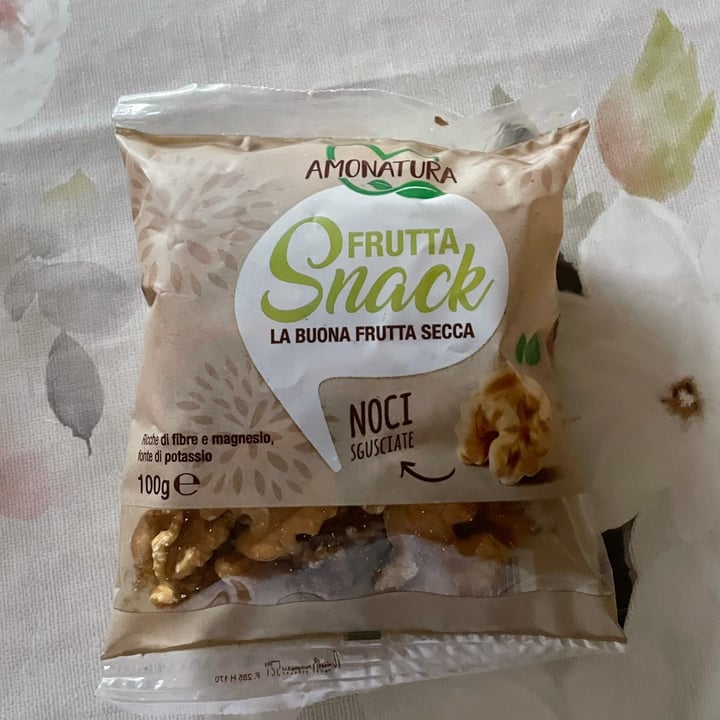 AMONATURA
FRUTTA
Snack
LA BUONA FRUTTA SECCA
NOCI
SGUSCIATE
Ricche di fibre e magnesio,
fonte di potassio
100g ℮